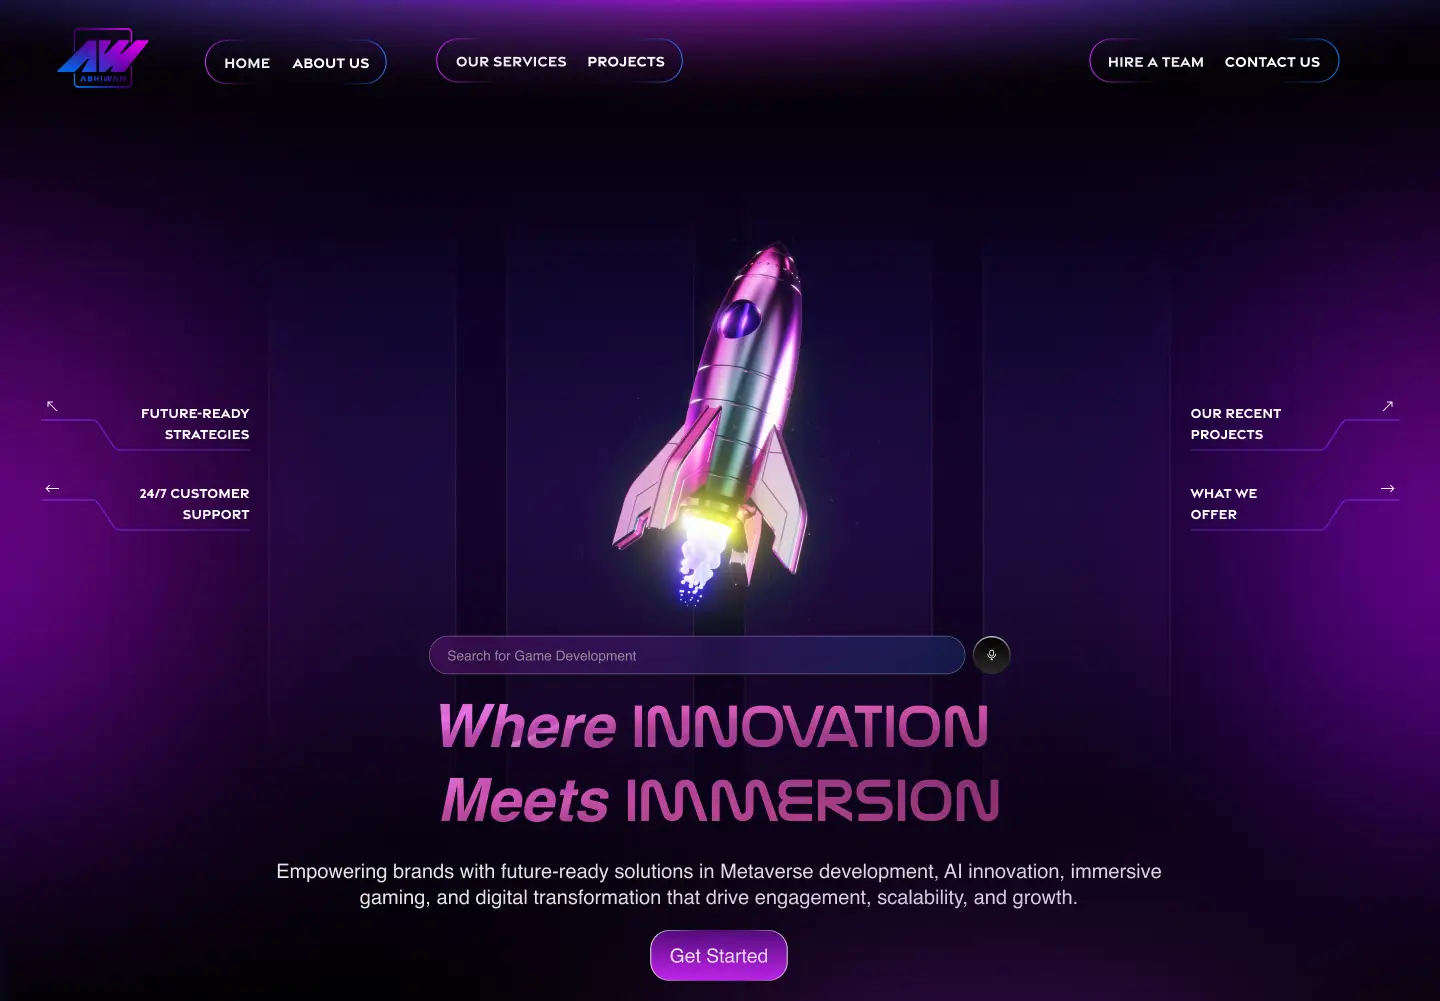 AW
ABHIWAN
HOME ABOUT US
OUR SERVICES PROJECTS
HIRE A TEAM CONTACT US
FUTURE-READY
STRATEGIES
24/7 CUSTOMER
SUPPORT
OUR RECENT
PROJECTS
WHAT WE
OFFER
Search for Game Development
Where INNOVATION
Meets IMMERSION
Empowering brands with future-ready solutions in Metaverse development, AI innovation, immersive
gaming, and digital transformation that drive engagement, scalability, and growth.
Get Started